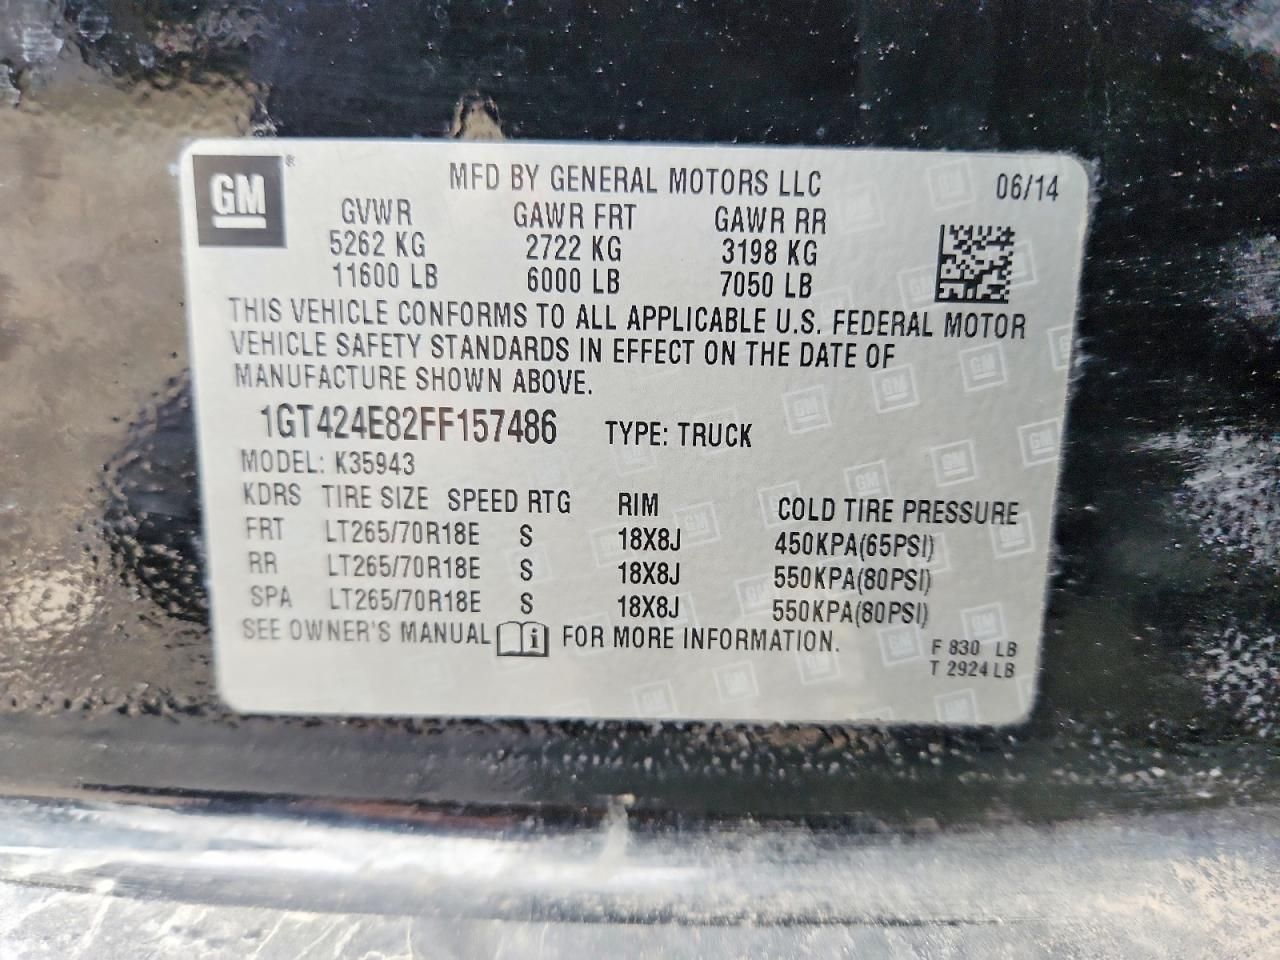 GM ® MFD BY GENERAL MOTORS LLC 06/14
GVWR GAWR FRT GAWR RR
5262 KG 2722 KG 3198 KG
11600 LB 6000 LB 7050 LB
THIS VEHICLE CONFORMS TO ALL APPLICABLE U.S. FEDERAL MOTOR
VEHICLE SAFETY STANDARDS IN EFFECT ON THE DATE OF
MANUFACTURE SHOWN ABOVE.
1GT424E82FF157486 TYPE: TRUCK
MODEL: K35943
KDRS TIRE SIZE SPEED RTG RIM COLD TIRE PRESSURE
FRT LT265/70R18E S 18X8J 450KPA(65PSI)
RR LT265/70R18E S 18X8J 550KPA(80PSI)
SPA LT265/70R18E S 18X8J 550KPA(80PSI)
SEE OWNER'S MANUAL i FOR MORE INFORMATION.
F 830 LB
T 2924 LB